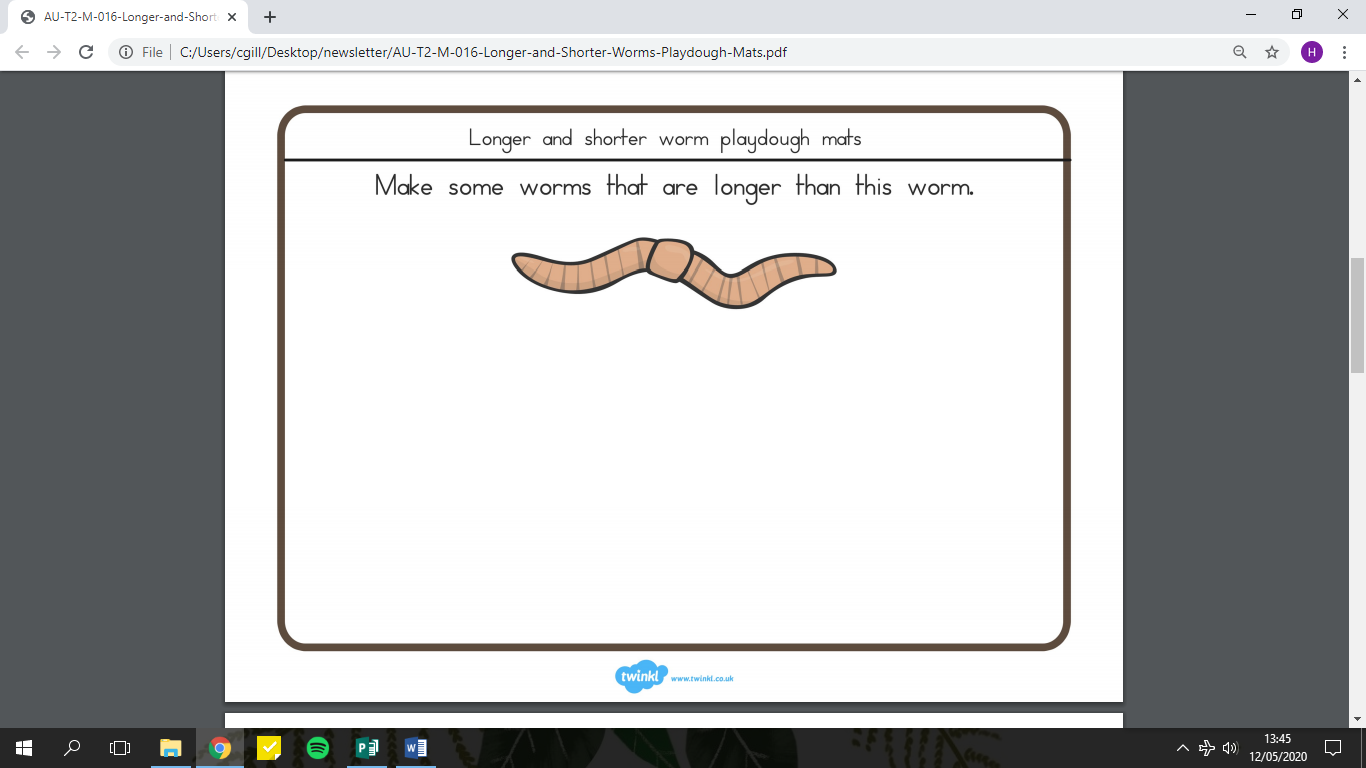 AU-T2-M-016-Longer-and-Short
File
C:/Users/cgill/Desktop/newsletter/AU-T2-M-016-Longer-and-Shorter-Worms-Playdough-Mats.pdf
H
Longer and shorter worm playdough mats
Make some worms that are longer than this worm.
twinkl www.twinkl.co.uk
13:45
12/05/2020